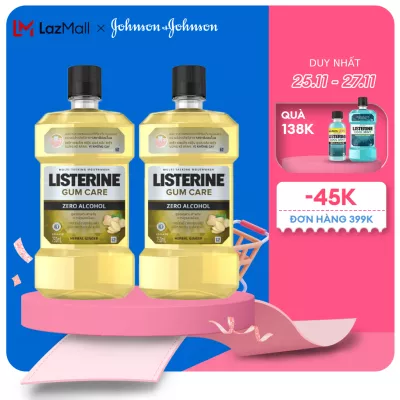 LazMall × Johnson & Johnson
DUY NHẤT
25.11 - 27.11
QUÀ
138K
-45K
ĐƠN HÀNG 399K
LISTERINE
GUM CARE
ZERO ALCOHOL
LISTERINE
GUM CARE
ZERO ALCOHOL